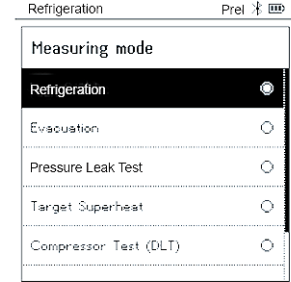 Refrigeration Prel
Measuring mode
Refrigeration
Evacuation
Pressure Leak Test
Target Superheat
Compressor Test (DLT)